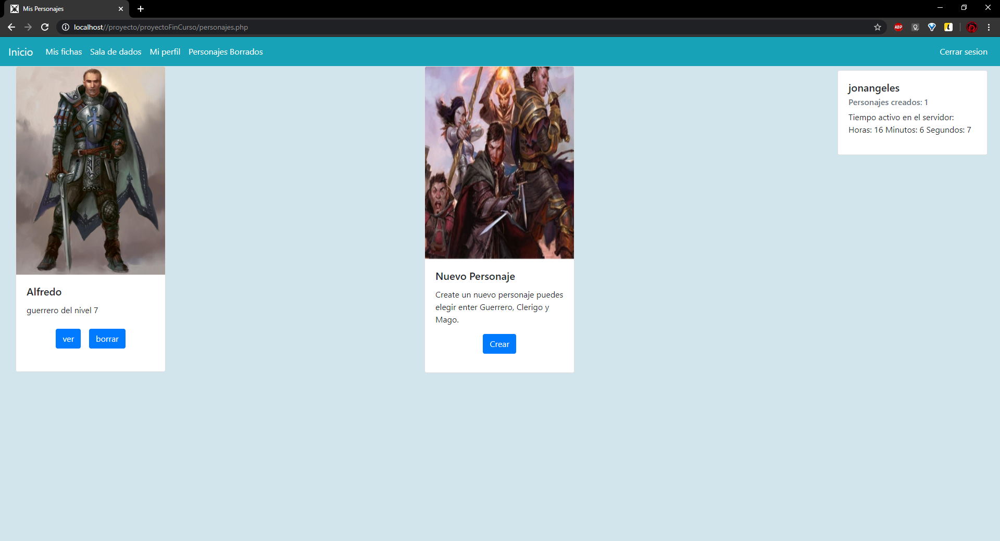 Mis Personajes
localhost//proyecto/proyectoFinCurso/personajes.php
ABP
Inicio Mis fichas Sala de dados Mi perfil Personajes Borrados Cerrar sesion
jonangeles
Personajes creados: 1
Tiempo activo en el servidor:
Horas: 16 Minutos: 6 Segundos: 7
Alfredo
guerrero del nivel 7
ver borrar
Nuevo Personaje
Create un nuevo personaje puedes
elegir enter Guerrero, Clerigo y
Mago.
Crear